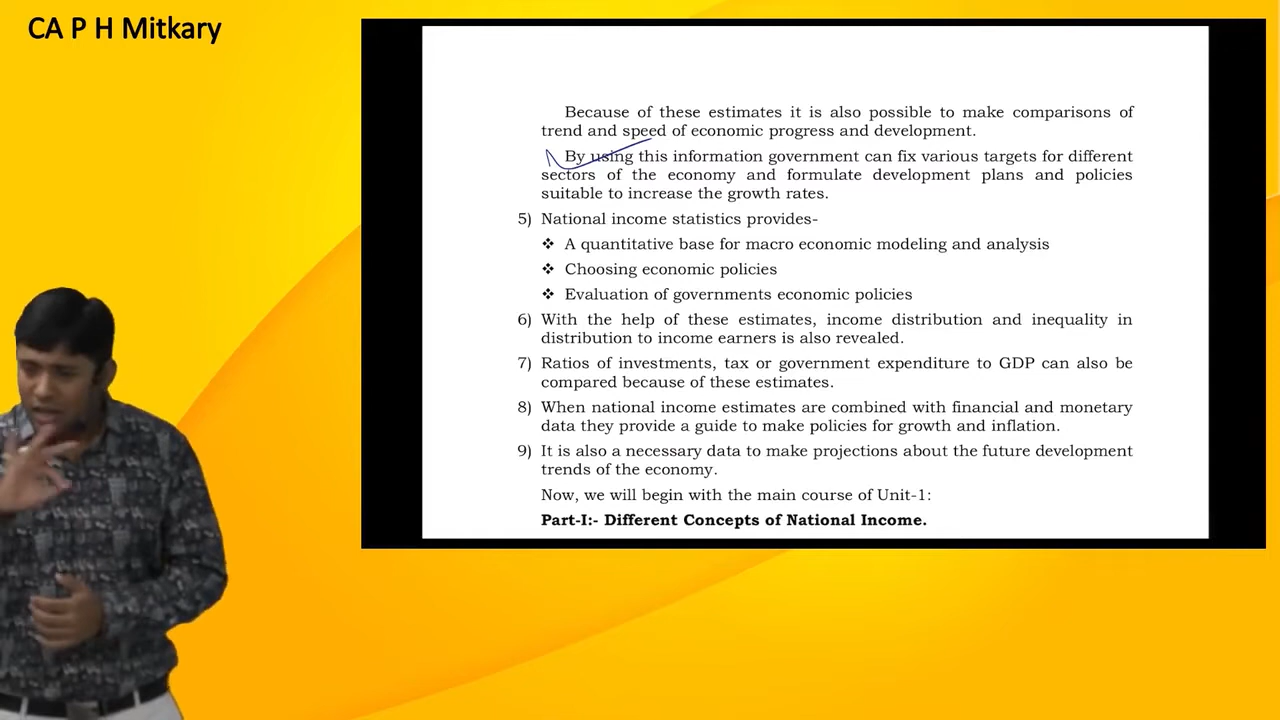 CA P H Mitkary
Because of these estimates it is also possible to make comparisons of
trend and speed of economic progress and development.
By using this information government can fix various targets for different
sectors of the economy and formulate development plans and policies
suitable to increase the growth rates.
5) National income statistics provides-
❖ A quantitative base for macro economic modeling and analysis
❖ Choosing economic policies
❖ Evaluation of governments economic policies
6) With the help of these estimates, income distribution and inequality in
distribution to income earners is also revealed.
7) Ratios of investments, tax or government expenditure to GDP can also be
compared because of these estimates.
8) When national income estimates are combined with financial and monetary
data they provide a guide to make policies for growth and inflation.
9) It is also a necessary data to make projections about the future development
trends of the economy.
Now, we will begin with the main course of Unit-1:
Part-I:- Different Concepts of National Income.